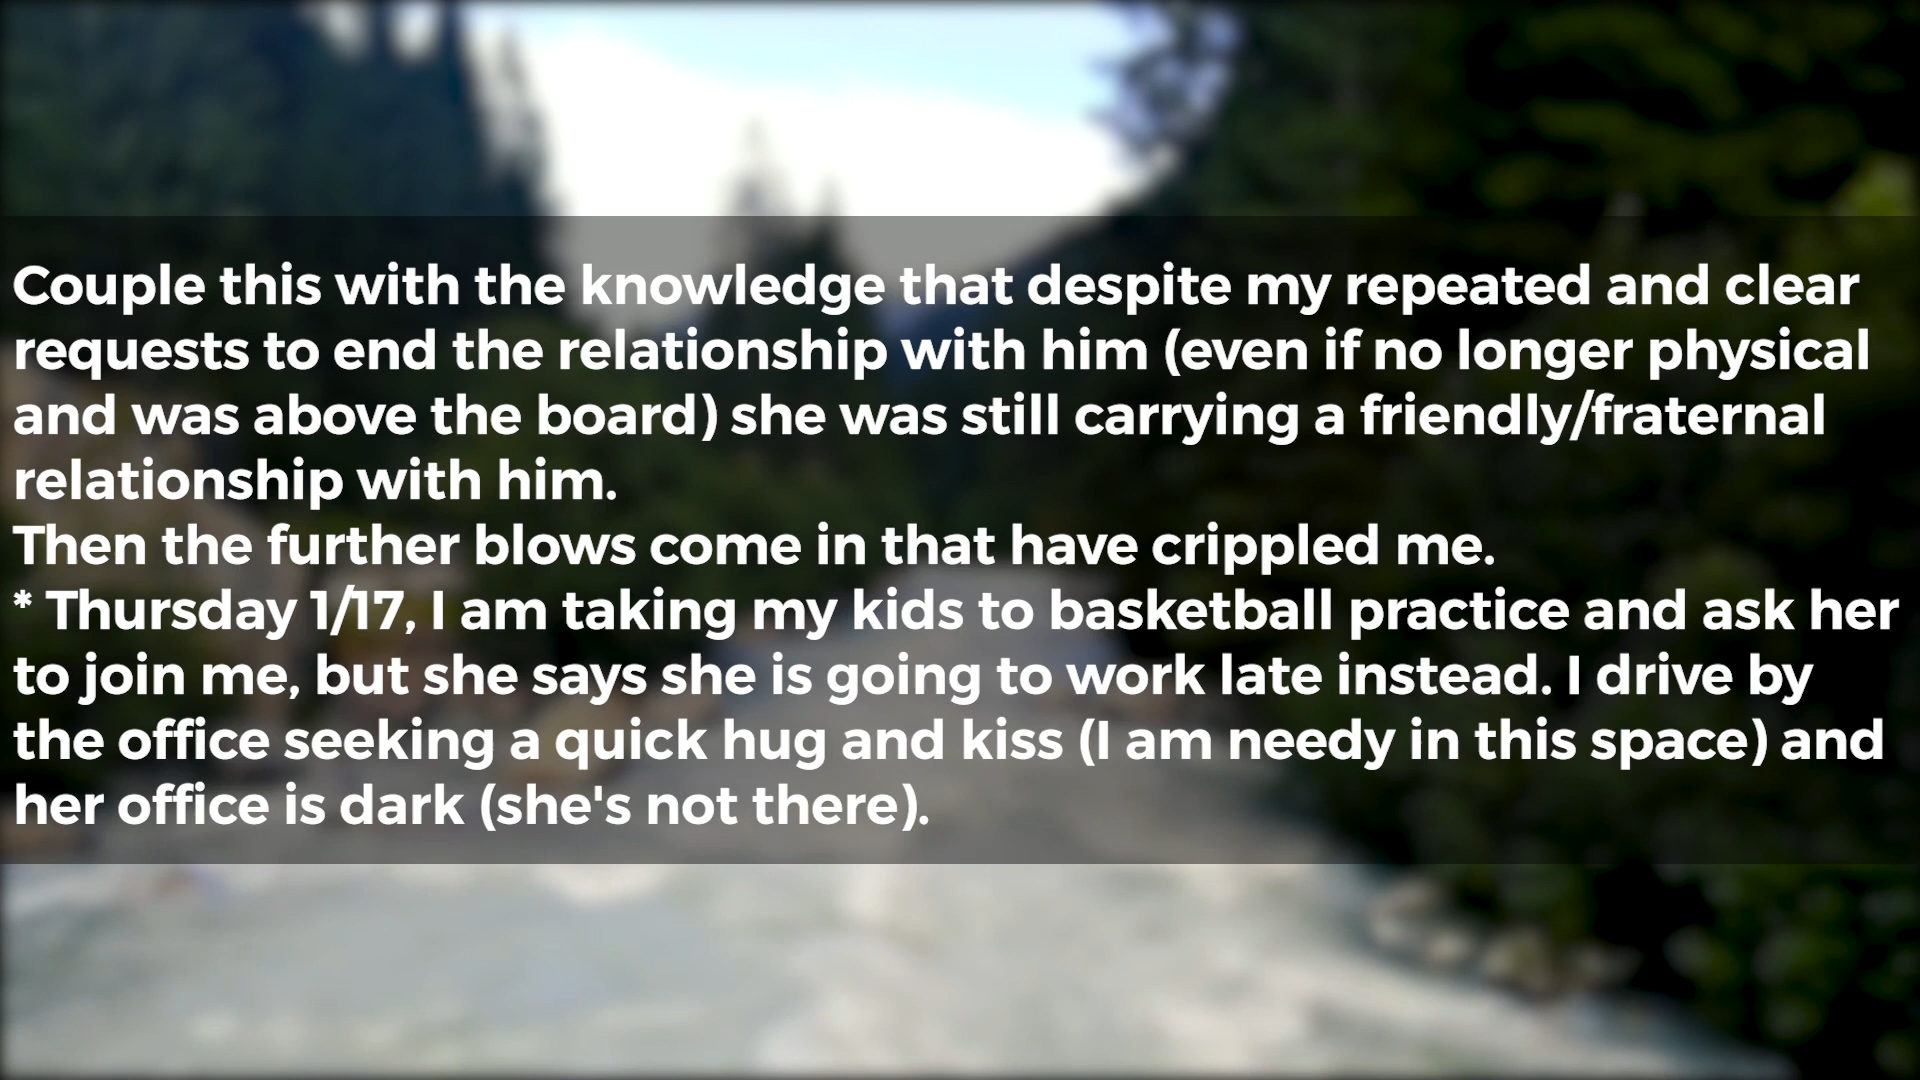 Couple this with the knowledge that despite my repeated and clear
requests to end the relationship with him (even if no longer physical
and was above the board) she was still carrying a friendly/fraternal
relationship with him.
Then the further blows come in that have crippled me.
* Thursday 1/17, I am taking my kids to basketball practice and ask her
to join me, but she says she is going to work late instead. I drive by
the office seeking a quick hug and kiss (I am needy in this space) and
her office is dark (she's not there).